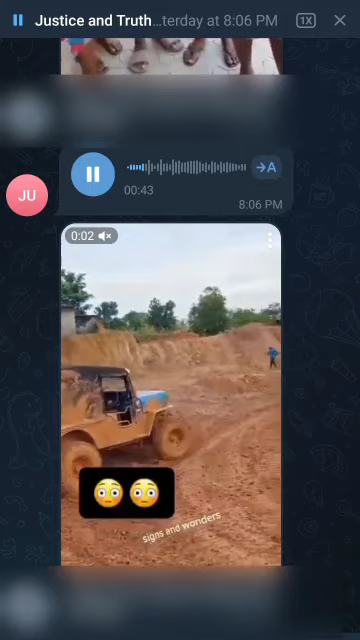 Justice and Truth...terday at 8:06 PM
1X
JU
00:43
→A
8:06 PM
0:02
signs and wonders